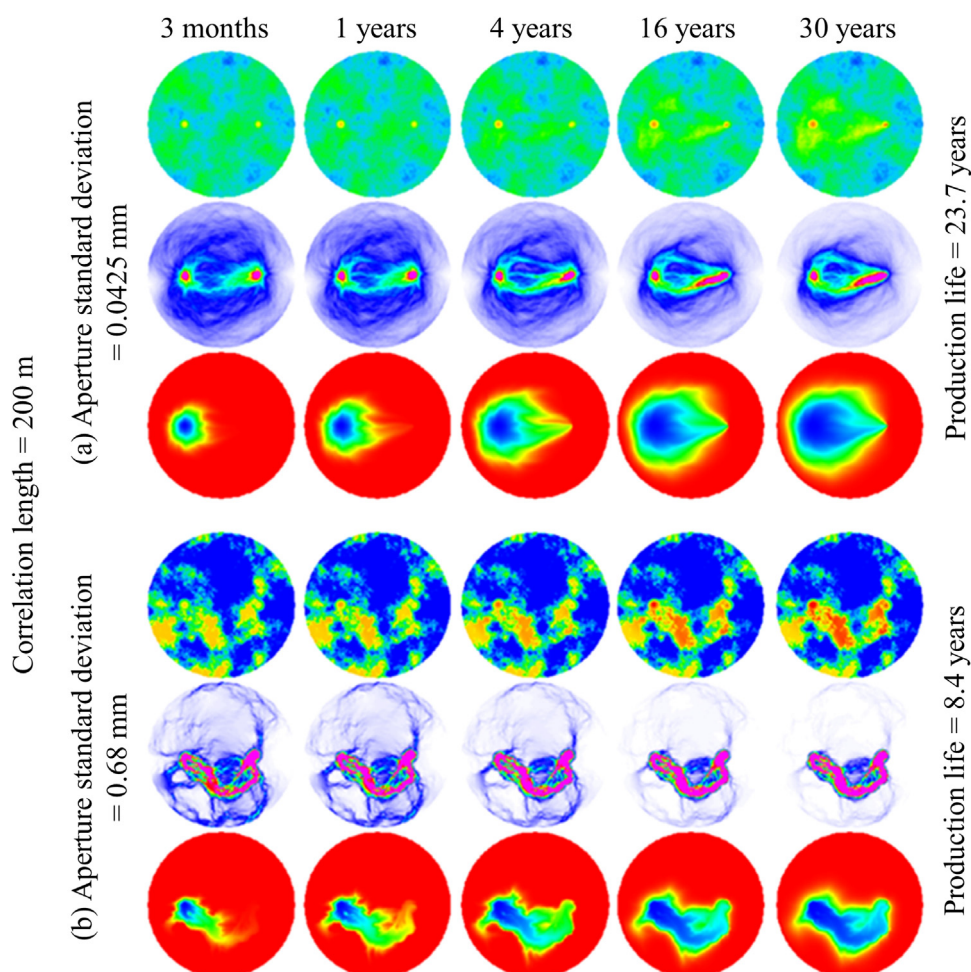 3 months
1 years
4 years
16 years
30 years
Correlation length = 200 m
(a) Aperture standard deviation
= 0.0425 mm
Production life = 23.7 years
(b) Aperture standard deviation
= 0.68 mm
Production life = 8.4 years